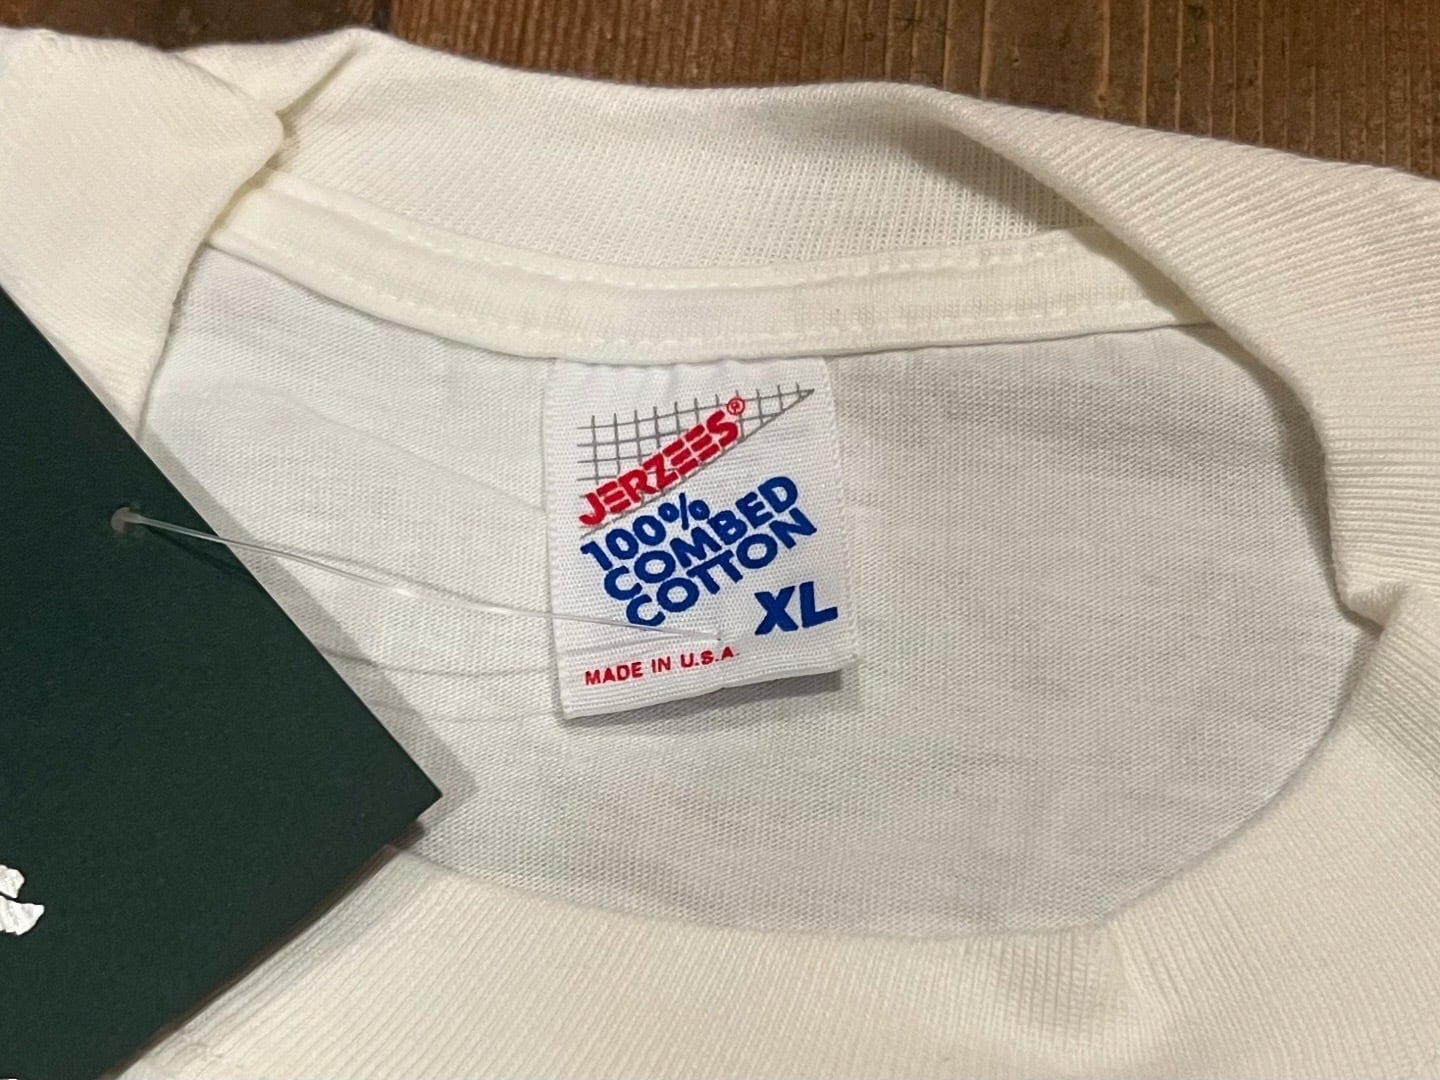 JERZEES®
100%
COMBED
COTTON
XL
MADE IN U.S.A.